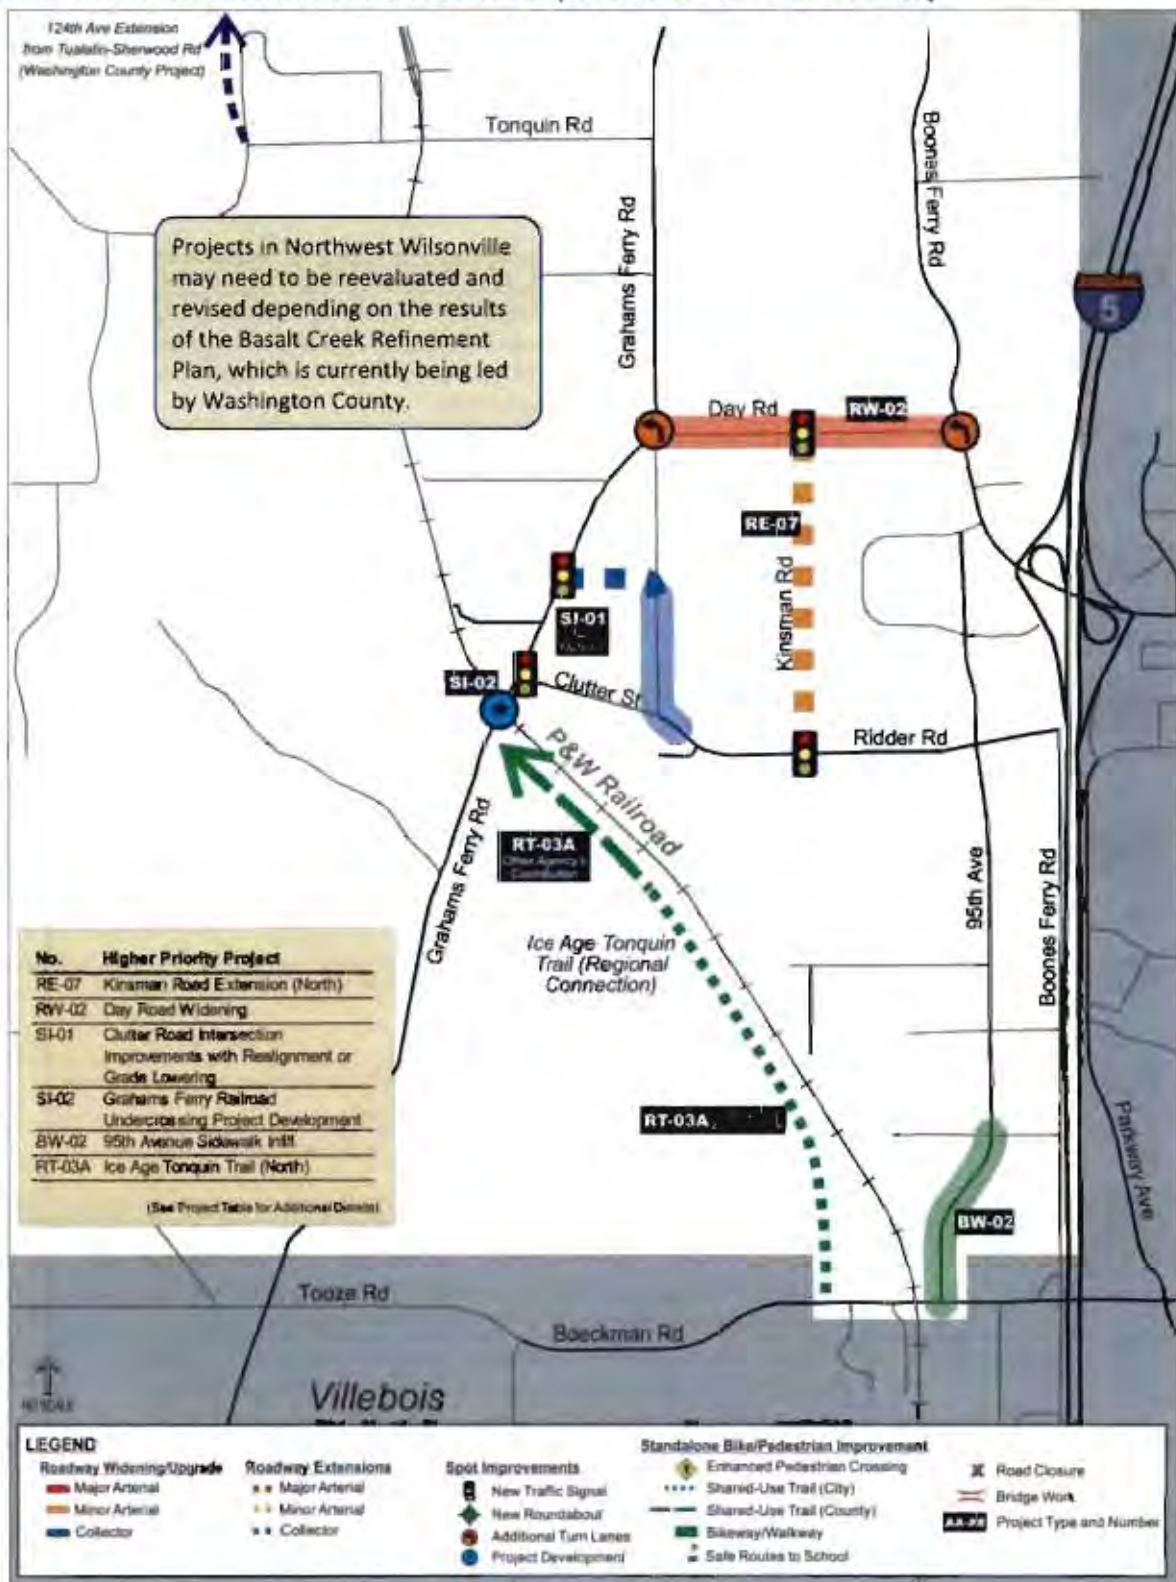 124th Ave Extension
from Tualatin-Sherwood Rd
(Washington County Project)
Tonquin Rd
Boones Ferry Rd
Grahams Ferry Rd
Projects in Northwest Wilsonville
may need to be reevaluated and
revised depending on the results
of the Basalt Creek Refinement
Plan, which is currently being led
by Washington County.
5
Day Rd
RW-02
RE-07
Kinsman Rd
SI-01
SI-02
Clutter St
Ridder Rd
P&W Railroad
RT-03A
Other Agency's
Contribution
Grahams Ferry Rd
95th Ave
Boones Ferry Rd
Ice Age Tonquin
Trail (Regional
Connection)
No. Higher Priority Project
RE-07 Kinsman Road Extension (North)
RW-02 Day Road Widening
SI-01 Clutter Road Intersection
Improvements with Realignment or
Grade Lowering
SI-02 Grahams Ferry Railroad
Undercrossing Project Development
BW-02 95th Avenue Sidewalk Infill
RT-03A Ice Age Tonquin Trail (North)
(See Project Table for Additional Details)
RT-03A
Parkway Ave
BW-02
Tooze Rd
Boeckman Rd
NO SCALE
Villebois
LEGEND
Roadway Widening/Upgrade
Major Arterial
Minor Arterial
Collector
Roadway Extensions
Major Arterial
Minor Arterial
Collector
Spot Improvements
New Traffic Signal
New Roundabout
Additional Turn Lanes
Project Development
Standalone Bike/Pedestrian Improvement
Enhanced Pedestrian Crossing
Shared-Use Trail (City)
Shared-Use Trail (County)
Bikeway/Walkway
Safe Routes to School
Road Closure
Bridge Work
AA-## Project Type and Number